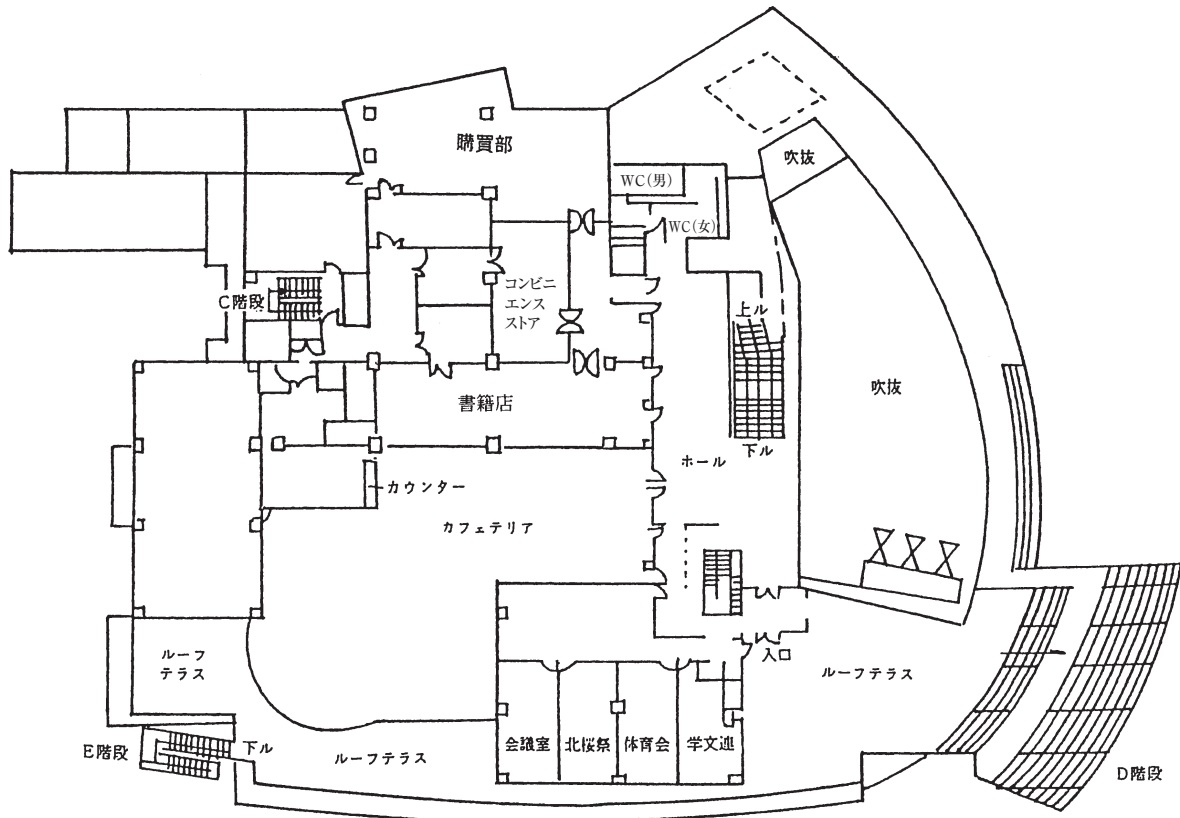 購買部
吹抜
WC(男)
WC(女)
コンビニ
エンス
ストア
C階段
上ル
吹抜
書籍店
下ル
ホール
カウンター
カフェテリア
入口
ルーフ
テラス
ルーフテラス
会議室
北桜祭
体育会
学文連
E階段
下ル
ルーフテラス
D階段